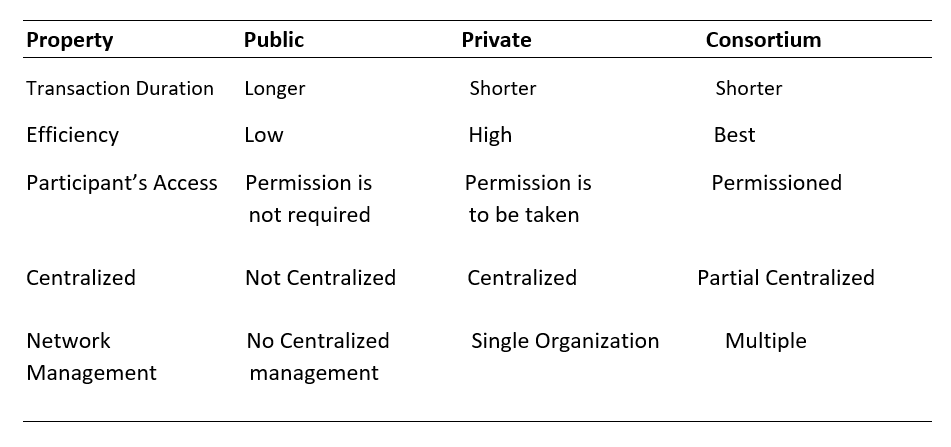 Property Public Private Consortium
Transaction Duration Longer Shorter Shorter
Efficiency Low High Best
Participant’s Access Permission is Permission is Permissioned
not required to be taken
Centralized Not Centralized Centralized Partial Centralized
Network No Centralized Single Organization Multiple
Management management